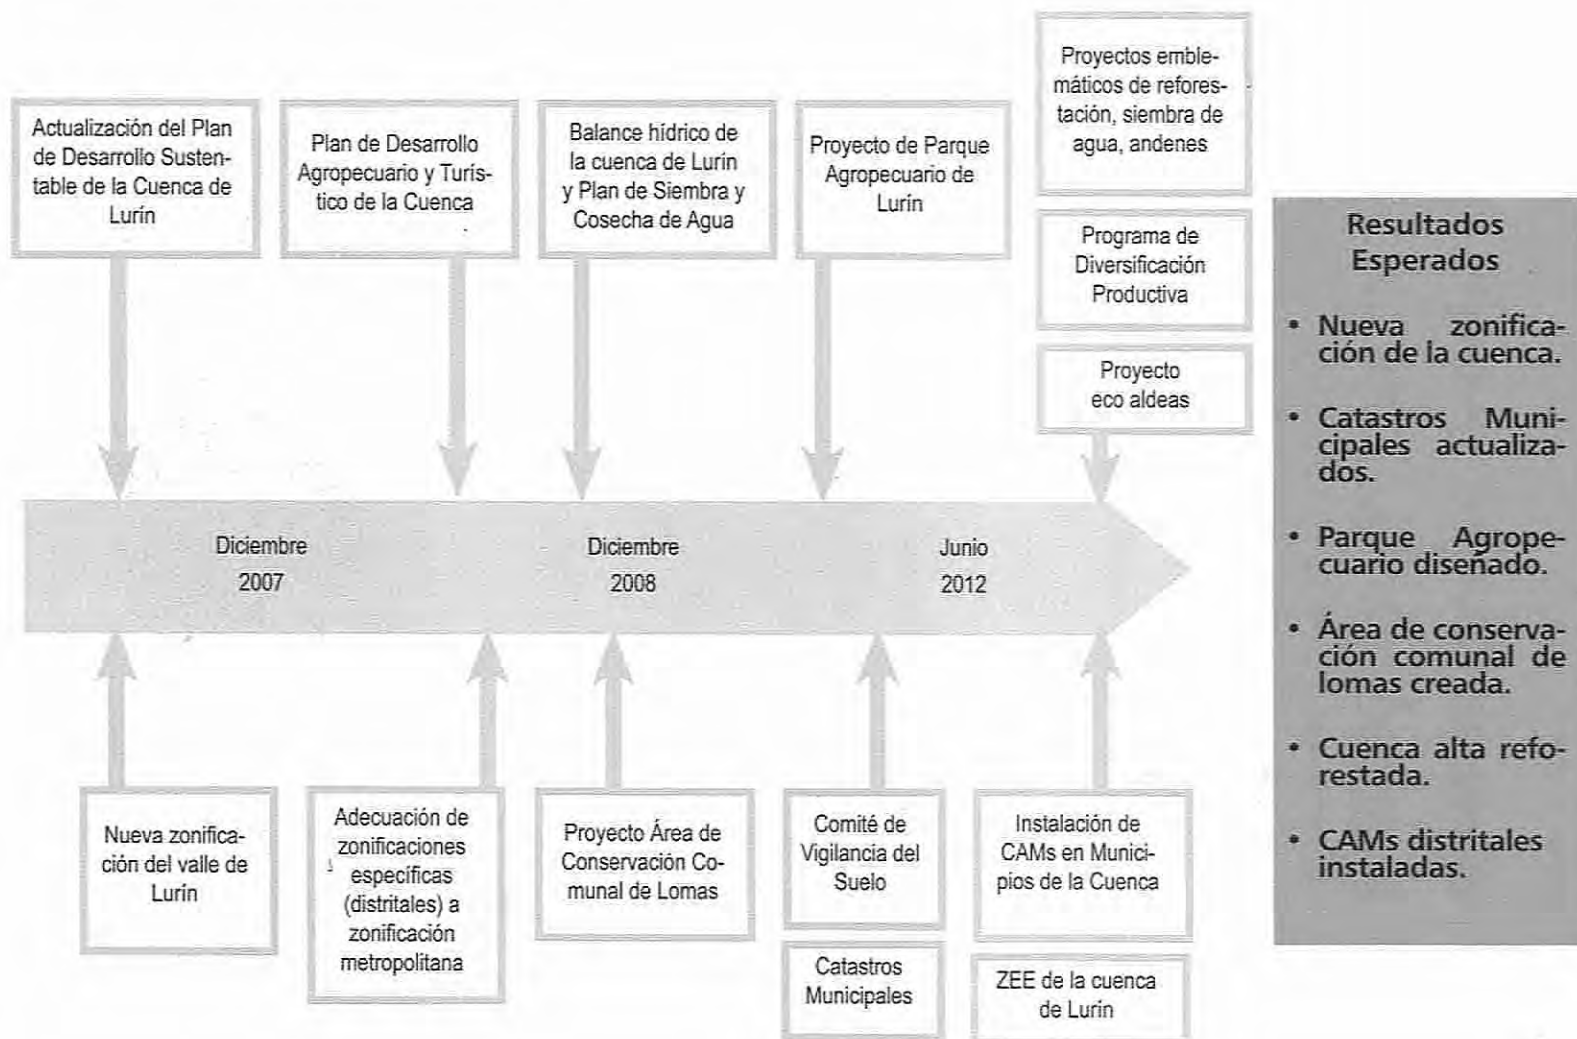 Actualización del Plan
de Desarrollo Susten-
table de la Cuenca de
Lurín
Plan de Desarrollo
Agropecuario y Turís-
tico de la Cuenca
Balance hídrico de
la cuenca de Lurín
y Plan de Siembra y
Cosecha de Agua
Proyecto de Parque
Agropecuario de
Lurín
Proyectos emble-
máticos de refores-
tación, siembra de
agua, andenes
Programa de
Diversificación
Productiva
Proyecto
eco aldeas
Diciembre
2007
Diciembre
2008
Junio
2012
Nueva zonifica-
ción del valle de
Lurín
Adecuación de
zonificaciones
específicas
(distritales) a
zonificación
metropolitana
Proyecto Área de
Conservación Co-
munal de Lomas
Comité de
Vigilancia del
Suelo
Catastros
Municipales
Instalación de
CAMs en Munici-
pios de la Cuenca
ZEE de la cuenca
de Lurín
Resultados
Esperados
• Nueva zonifica-
ción de la cuenca.
• Catastros Muni-
cipales actualiza-
dos.
• Parque Agrope-
cuario diseñado.
• Área de conserva-
ción comunal de
lomas creada.
• Cuenca alta refo-
restada.
• CAMs distritales
instaladas.